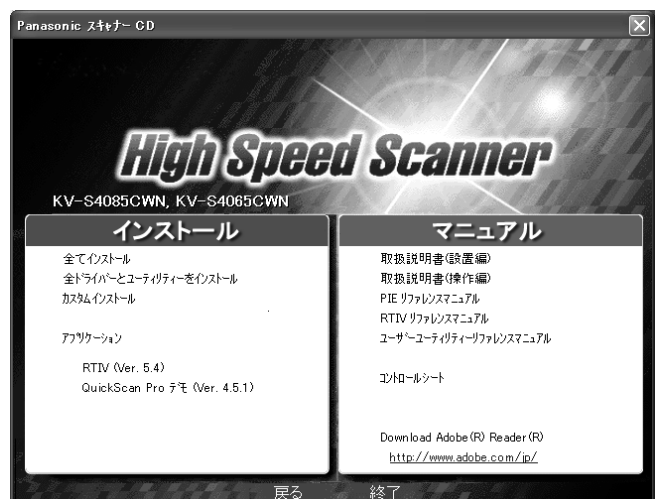 Panasonic スキャナー CD
High Speed Scanner
KV-S4085CWN, KV-S4065CWN
インストール
全てインストール
全ドライバーとユーティリティーをインストール
カスタムインストール
アプリケーション
RTIV (Ver. 5.4)
QuickScan Pro デモ (Ver. 4.5.1)
マニュアル
取扱説明書(設置編)
取扱説明書(操作編)
PIE リファレンスマニュアル
RTIV リファレンスマニュアル
ユーザーユーティリティーリファレンスマニュアル
コントロールシート
Download Adobe(R) Reader(R)
http://www.adobe.com/jp/
戻る 終了